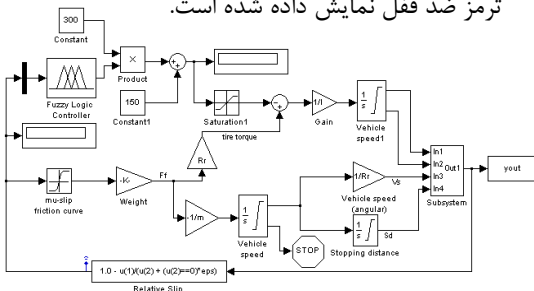 ترمز ضد قفل نمایش داده شده است.
300
Constant
×
Product
Fuzzy Logic
Controller
150
Constant1
Saturation1
1/I
Gain
1
s
Vehicle
speed1
tire torque
Rr
mu-slip
friction curve
-K-
Weight
Ff
-1/m
1
s
Vehicle
speed
STOP
1/Rr
Vehicle speed
(angular)
Vs
1
s
Stopping distance
Sd
In1
In2
In3
In4
Out1
Subsystem
yout
1.0 - u(1)/(u(2) + (u(2)==0)*eps)
Relative Slip